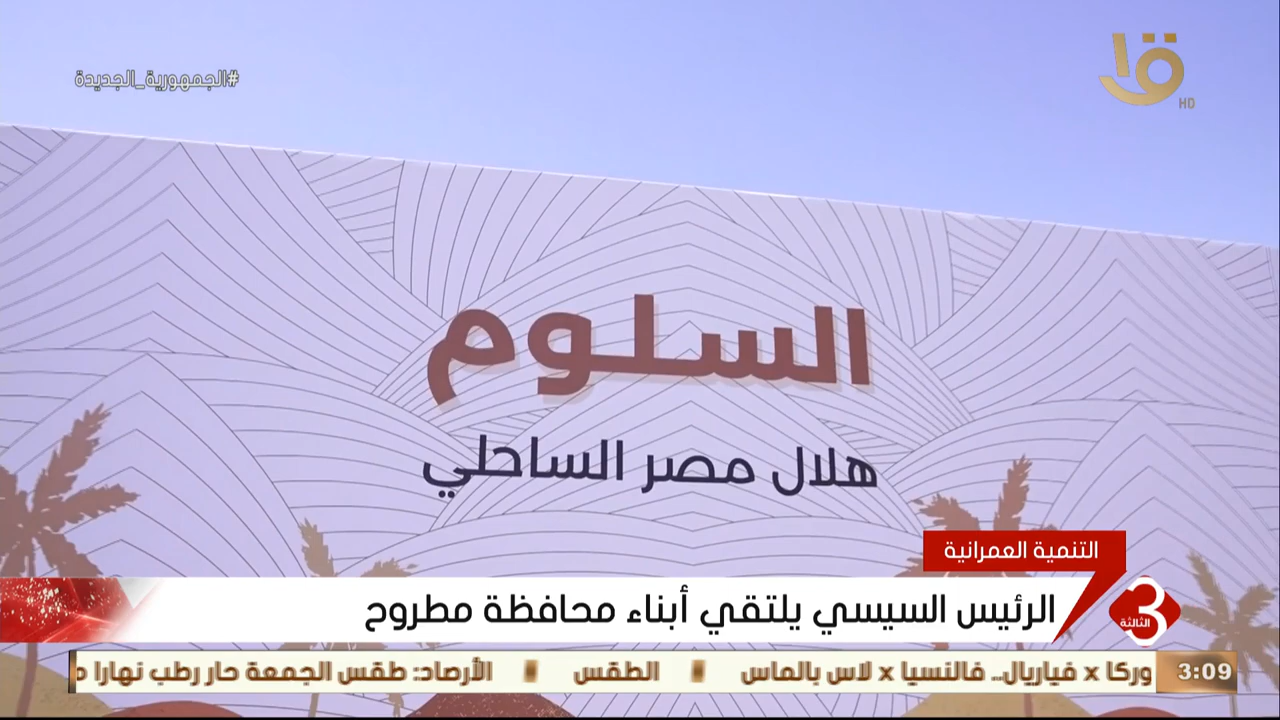 #الجمهورية_الجديدة
HD
السلوم
هلال مصر الساحلي
التنمية العمرانية
الرئيس السيسي يلتقي أبناء محافظة مطروح
3 الثالثة
3:09 وركا x فياريال.. فالنسيا x لاس بالماس الطقس الأرصاد: طقس الجمعة حار رطب نهارا